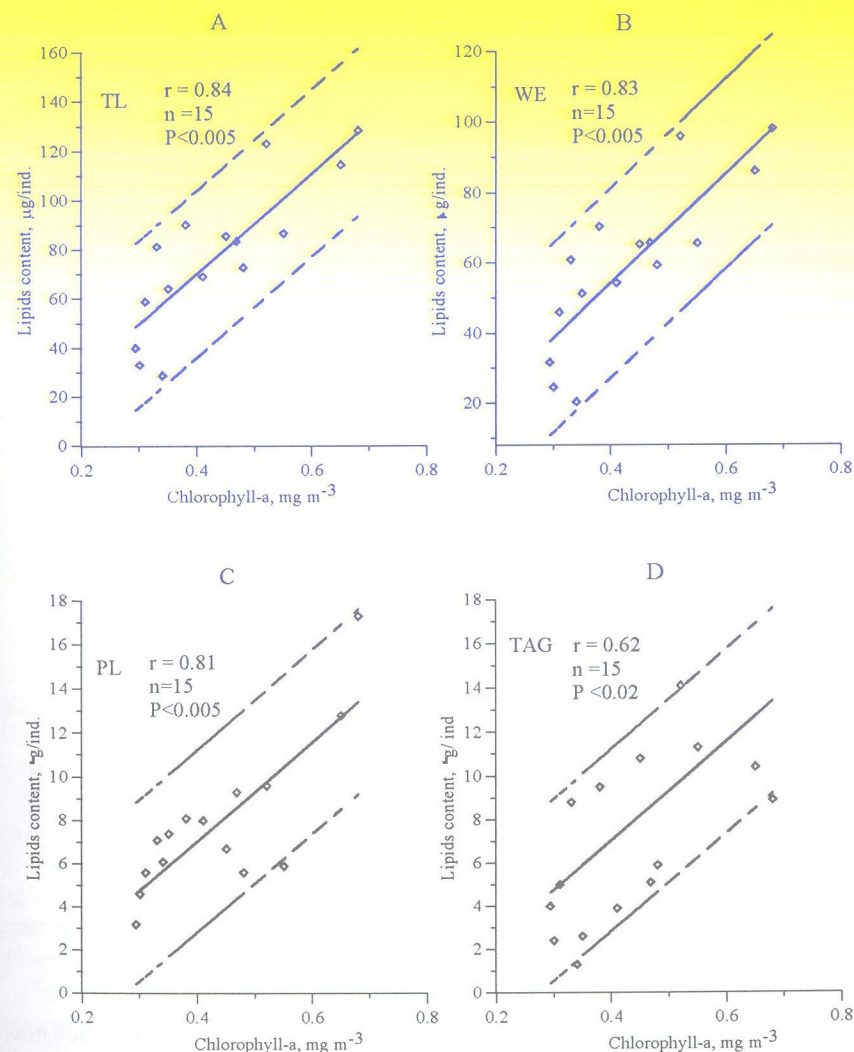 A
160
140
120
100
80
60
40
20
0
TL
r = 0.84
n =15
P<0.005
Lipids content, µg/ind.
0.2 0.4 0.6 0.8
Chlorophyll-a, mg m-3
B
120
100
80
60
40
20
WE
r = 0.83
n=15
P<0.005
Lipids content, g/ind.
0.2 0.4 0.6 0.8
Chlorophyll-a, mg m-3
C
18
16
14
12
10
8
6
4
2
0
PL
r = 0.81
n=15
P<0.005
Lipids content, g/ind.
0.2 0.4 0.6 0.8
Chlorophyll-a, mg m-3
D
18
16
14
12
10
8
6
4
2
0
TAG
r = 0.62
n =15
P <0.02
Lipids content, g/ ind
0.2 0.4 0.6 0.8
Chlorophyll-a, mg m-3